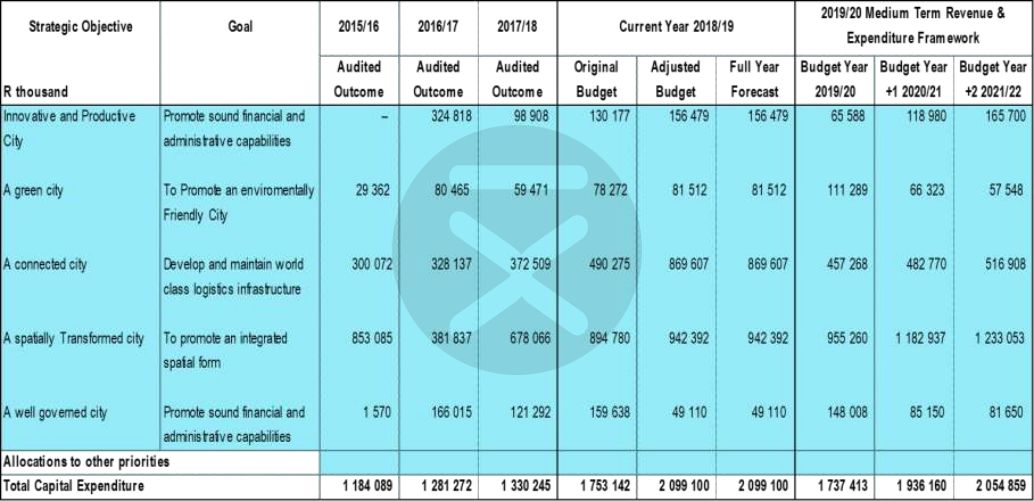 2019/20 Medium Term Revenue &
Strategic Objective Goal 2015/16 2016/17 2017/18 Current Year 2018/19 Expenditure Framework
Audited Audited Audited Original Adjusted Full Year Budget Year Budget Year Budget Year
R thousand Outcome Outcome Outcome Budget Budget Forecast 2019/20 +1 2020/21 +2 2021/22
Innovative and Productive Promote sound financial and – 324 818 98 908 130 177 156 479 156 479 65 588 118 980 165 700
City administrative capabilities
A green city To Promote an enviromentally 29 362 80 465 59 471 78 272 81 512 81 512 111 289 66 323 57 548
Friendly City
A connected city Develop and maintain world 300 072 328 137 372 509 490 275 869 607 869 607 457 268 482 770 516 908
class logistics infrastructure
A spatially Transformed city To promote an integrated 853 085 381 837 678 066 894 780 942 392 942 392 955 260 1 182 937 1 233 053
spatial form
A well governed city Promote sound financial and 1 570 166 015 121 292 159 638 49 110 49 110 148 008 85 150 81 650
administrative capabilities
Allocations to other priorities
Total Capital Expenditure 1 184 089 1 281 272 1 330 245 1 753 142 2 099 100 2 099 100 1 737 413 1 936 160 2 054 859